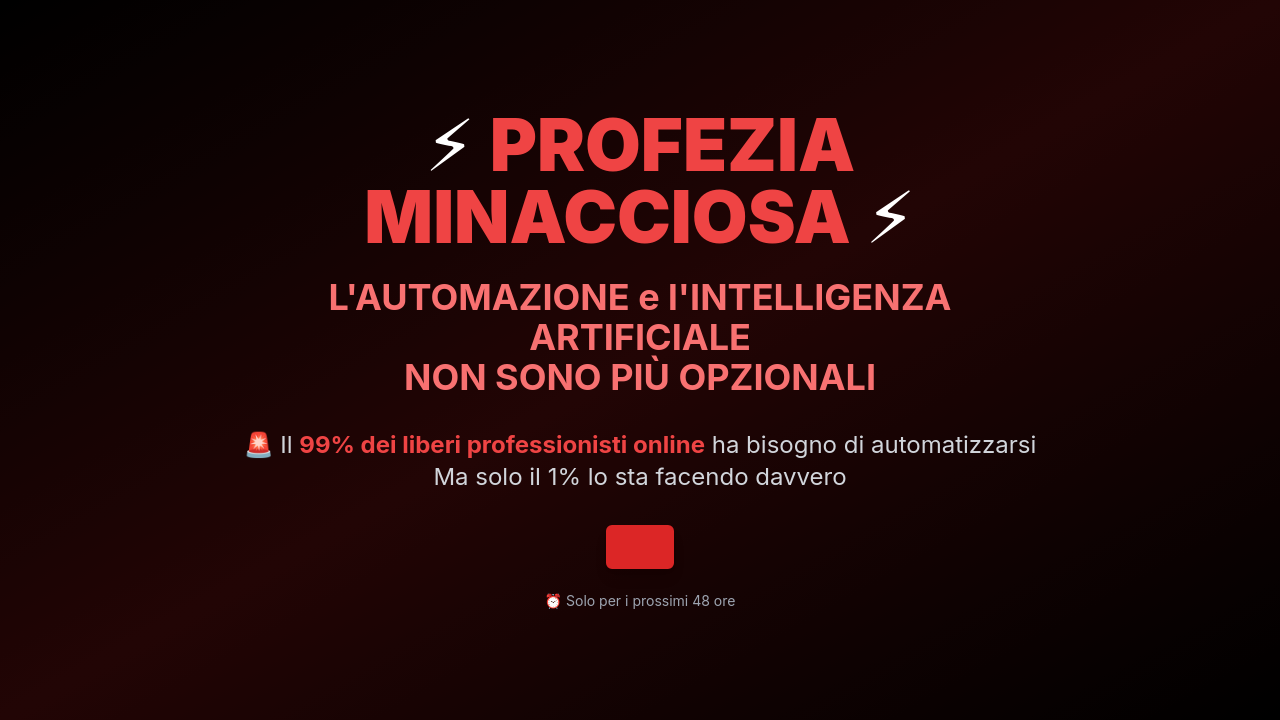 ⚡ PROFEZIA
MINACCIOSA ⚡
L'AUTOMAZIONE e l'INTELLIGENZA
ARTIFICIALE
NON SONO PIÙ OPZIONALI
🚨 Il 99% dei liberi professionisti online ha bisogno di automatizzarsi
Ma solo il 1% lo sta facendo davvero
⏰ Solo per i prossimi 48 ore